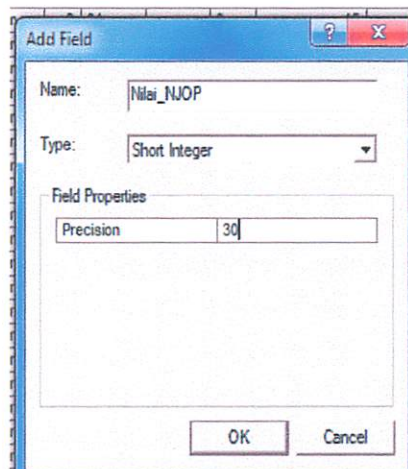 Add Field
Name: Nilai_NJOP
Type: Short Integer
Field Properties
Precision 30
OK Cancel